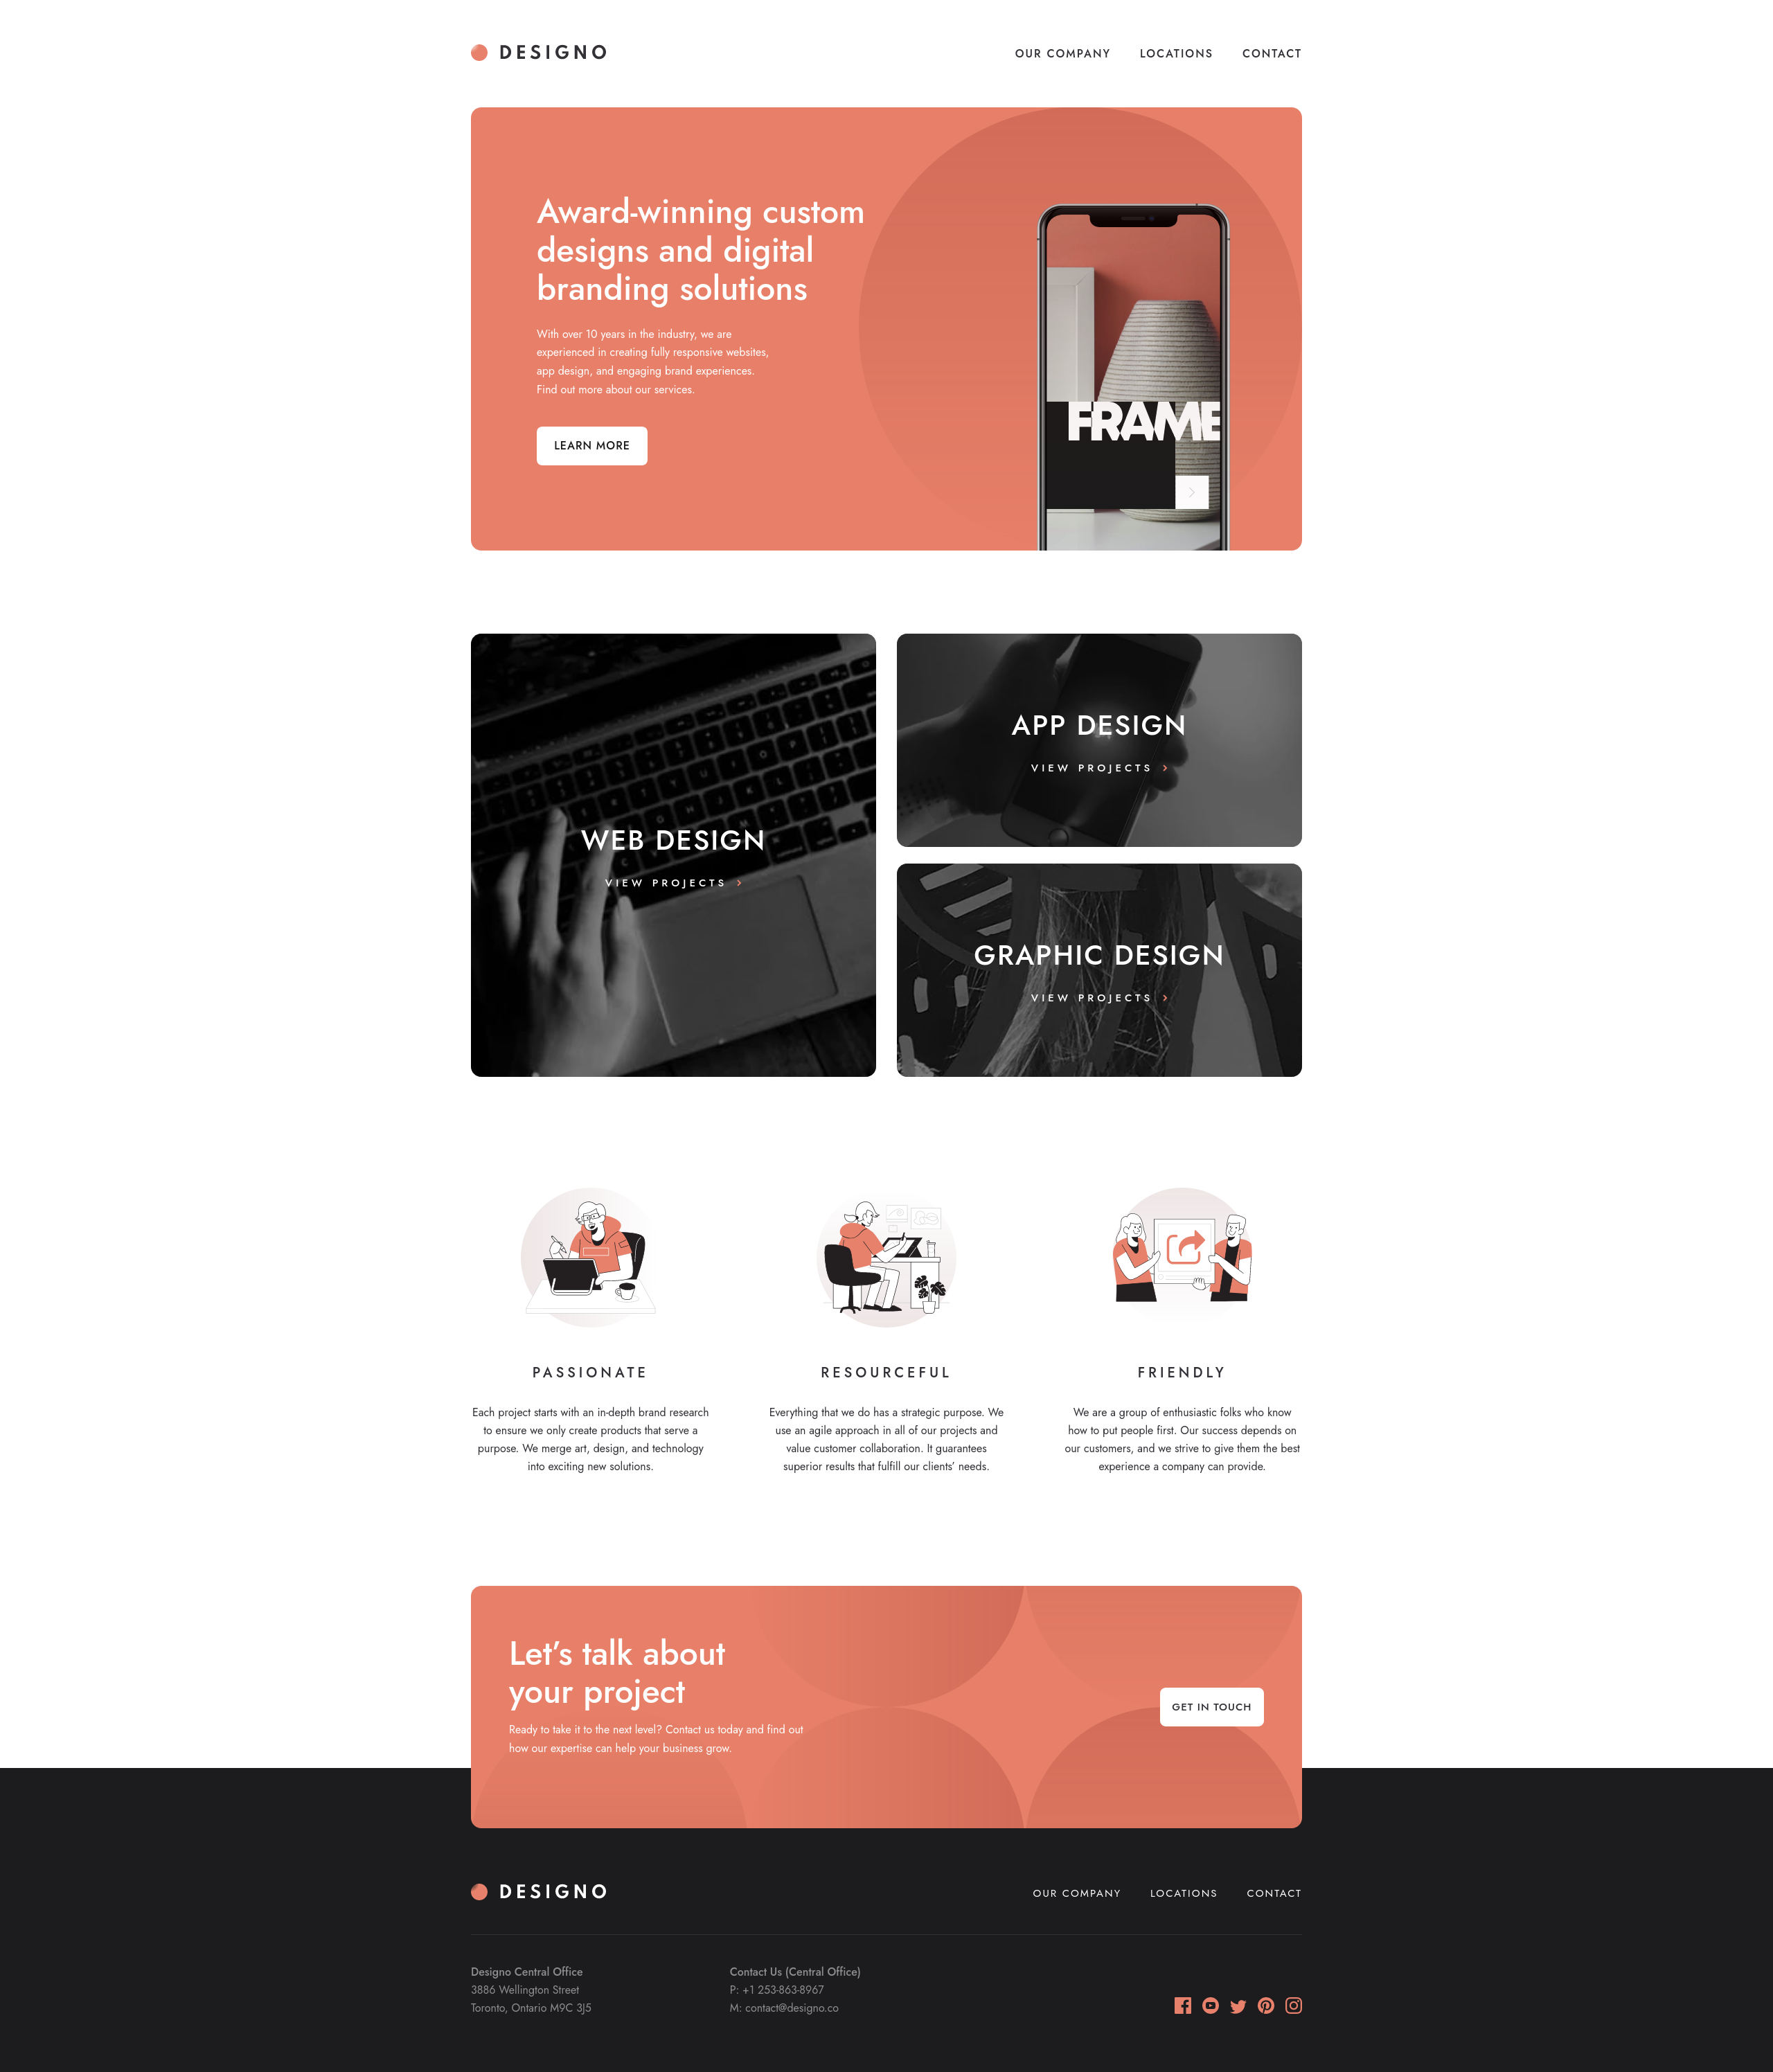 DESIGNO
OUR COMPANY
LOCATIONS
CONTACT
Award-winning custom
designs and digital
branding solutions
With over 10 years in the industry, we are
experienced in creating fully responsive websites,
app design, and engaging brand experiences.
Find out more about our services.
LEARN MORE
FRAME
WEB DESIGN
VIEW PROJECTS
APP DESIGN
VIEW PROJECTS
GRAPHIC DESIGN
VIEW PROJECTS
PASSIONATE
Each project starts with an in-depth brand research
to ensure we only create products that serve a
purpose. We merge art, design, and technology
into exciting new solutions.
RESOURCEFUL
Everything that we do has a strategic purpose. We
use an agile approach in all of our projects and
value customer collaboration. It guarantees
superior results that fulfill our clients’ needs.
FRIENDLY
We are a group of enthusiastic folks who know
how to put people first. Our success depends on
our customers, and we strive to give them the best
experience a company can provide.
Let’s talk about
your project
Ready to take it to the next level? Contact us today and find out
how our expertise can help your business grow.
GET IN TOUCH
DESIGNO
OUR COMPANY
LOCATIONS
CONTACT
Designo Central Office
3886 Wellington Street
Toronto, Ontario M9C 3J5
Contact Us (Central Office)
P: +1 253-863-8967
M: contact@designo.co